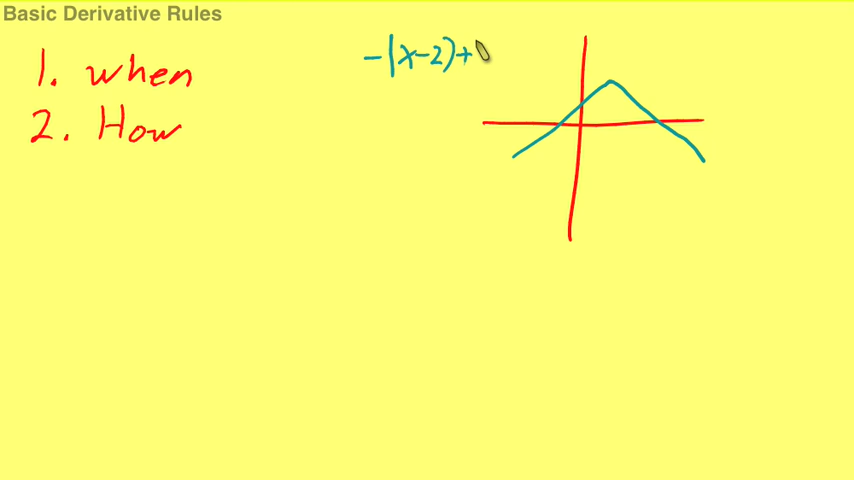 Basic Derivative Rules
1. when
2. How
-|x-2)+